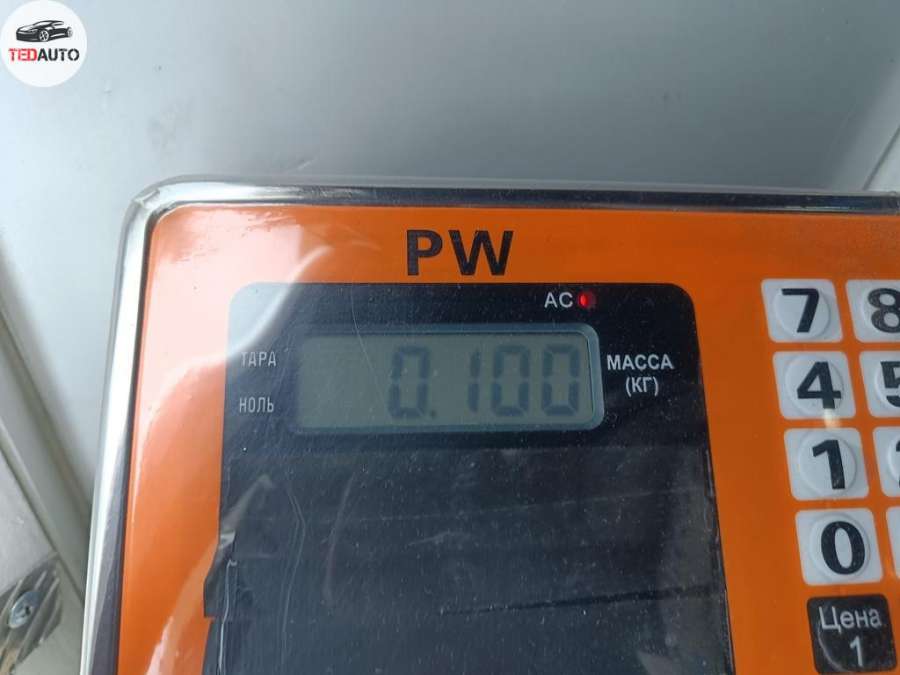 TEDAUTO
PW
AC
ТАРА
0.100
МАССА
(КГ)
НОЛЬ
7 8
4 5
1
0
Цена
1